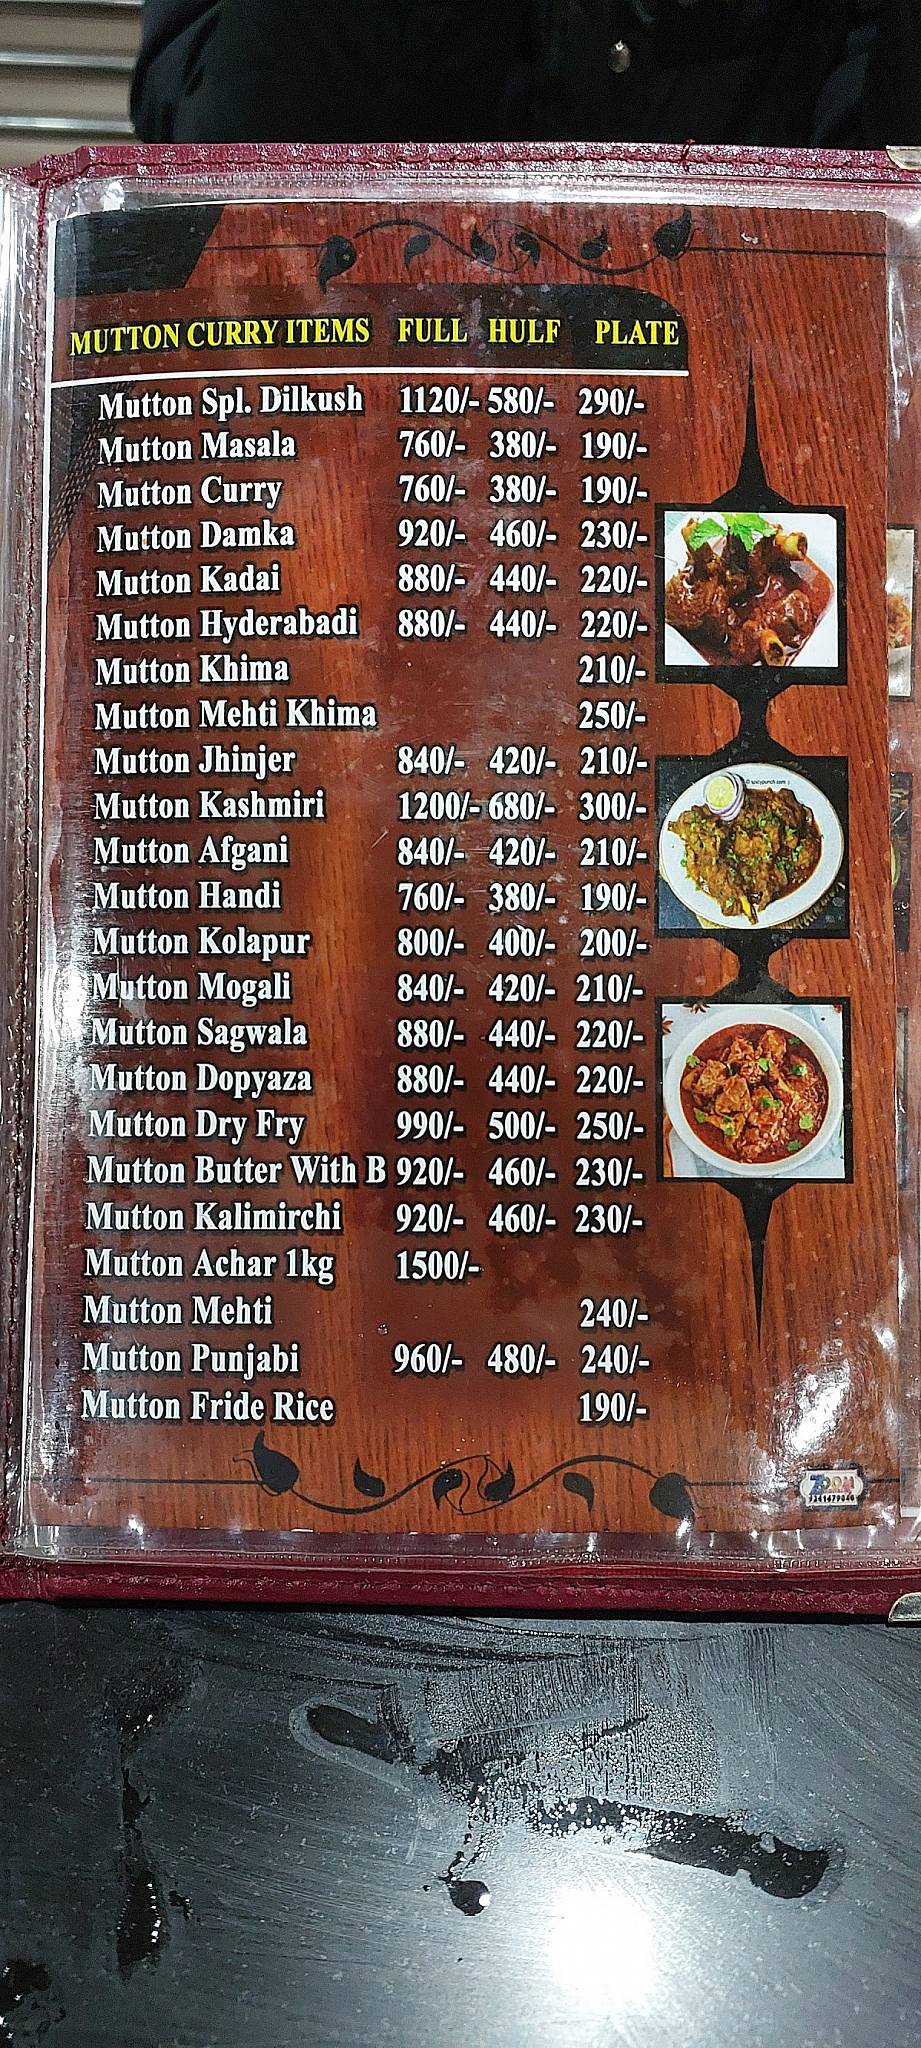 MUTTON CURRY ITEMS FULL HULF PLATE
Mutton Spl. Dilkush 1120/- 580/- 290/-
Mutton Masala 760/- 380/- 190/-
Mutton Curry 760/- 380/- 190/-
Mutton Damka 920/- 460/- 230/-
Mutton Kadai 880/- 440/- 220/-
Mutton Hyderabadi 880/- 440/- 220/-
Mutton Khima 210/-
Mutton Mehti Khima 250/-
Mutton Jhinjer 840/- 420/- 210/-
Mutton Kashmiri 1200/- 680/- 300/-
Mutton Afgani 840/- 420/- 210/-
Mutton Handi 760/- 380/- 190/-
Mutton Kolapur 800/- 400/- 200/-
Mutton Mogali 840/- 420/- 210/-
Mutton Sagwala 880/- 440/- 220/-
Mutton Dopyaza 880/- 440/- 220/-
Mutton Dry Fry 990/- 500/- 250/-
Mutton Butter With B 920/- 460/- 230/-
Mutton Kalimirchi 920/- 460/- 230/-
Mutton Achar 1kg 1500/-
Mutton Mehti 240/-
Mutton Punjabi 960/- 480/- 240/-
Mutton Fride Rice 190/-